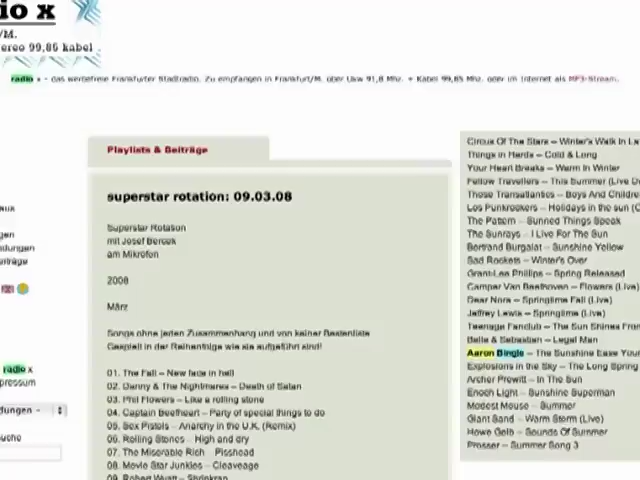 io x
/M.
ereo 99,85 kabel
radio x - das werbefreie Frankfurter Stadtradio. Zu empfangen in Frankfurt/M. über Ukw 91,8 Mhz. + Kabel 99,85 Mhz. oder im Internet als MP3-Stream.
Playlists & Beiträge
superstar rotation: 09.03.08
Superstar Rotation
mit Josef
am Mikrofon
2008
März
Songs ohne jeden Zusammenhang und von keiner Bestenliste
Gespielt in der Reihenfolge wie sie aufgeführt sind!
01. The Fall – New face in hell
02. Danny & The Nightmares – Death of Satan
03. Phil Flowers – Like a rolling stone
04. Captain Beefheart – Party of special things to do
05. Sex Pistols – Anarchy in the U.K. (Remix)
06. Rolling Stones – High and dry
07. The Miserable Rich – Pisshead
08. Movie Star Junkies – Cleaveage
09. Robert Wyatt –
Circus Of The Stars – Winter's Walk In
Things in Herds – Cold & Long
Your Heart Breaks – Warm In Winter
Fellow Travellers – This Summer (Live
Those Transatlantics – Boys And Childre
Los Punkrockers – Holidays in the sun (C
The Pattern – Sunned Things Speak
The Sunrays – I Live For The Sun
Bertrand Burgalat – Sunshine Yellow
Sad Rockets – Winter's Over
Grant-Lee Phillips – Spring Released
Camper Van Beethoven – Flowers (Live)
Dear Nora – Springtime Fall (Live)
Jeffrey Lewis – Springtime (Live)
Teenage Fanclub – The Sun Shines Fro
Belle & Sebastian – Legal Man
Aaron Bingle – The Sunshine Ease Your
Explosions in the Sky – The Long Spring
Archer Prewitt – In The Sun
Enoch Light – Sunshine Superman
Modest Mouse – Summer
Giant Sand – Warm Storm (Live)
Howe Gelb – Sounds Of Summer
Prosser – Summer Song 3
gen
dungen
eiträge
radio x
pressum
dungen -
uche